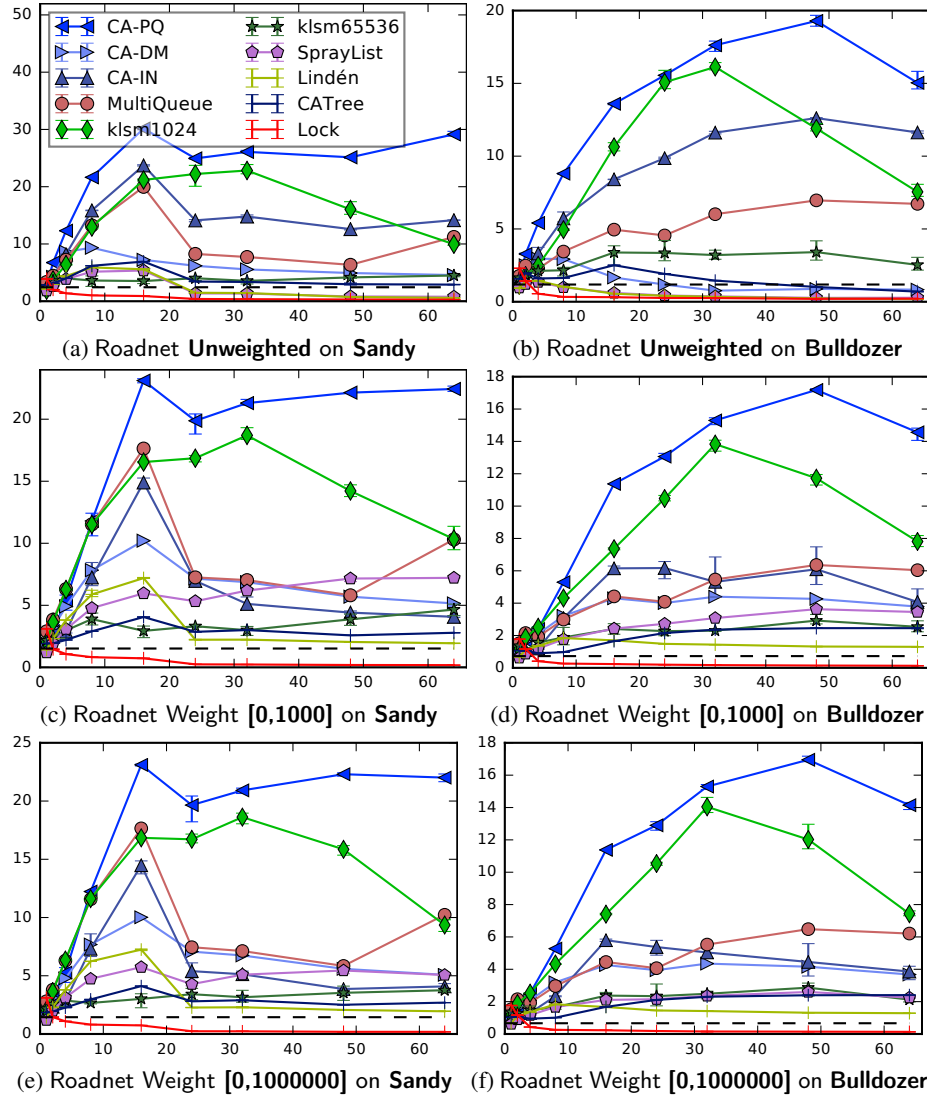 50
40
30
20
10
0
0 10 20 30 40 50 60
CA-PQ
CA-DM
CA-IN
MultiQueue
klsm1024
klsm65536
SprayList
Lindén
CATree
Lock
(a) Roadnet Unweighted on Sandy
20
15
10
5
0
0 10 20 30 40 50 60
(b) Roadnet Unweighted on Bulldozer
20
15
10
5
0
0 10 20 30 40 50 60
(c) Roadnet Weight [0,1000] on Sandy
18
16
14
12
10
8
6
4
2
0
0 10 20 30 40 50 60
(d) Roadnet Weight [0,1000] on Bulldozer
25
20
15
10
5
0
0 10 20 30 40 50 60
(e) Roadnet Weight [0,1000000] on Sandy
18
16
14
12
10
8
6
4
2
0
0 10 20 30 40 50 60
(f) Roadnet Weight [0,1000000] on Bulldozer